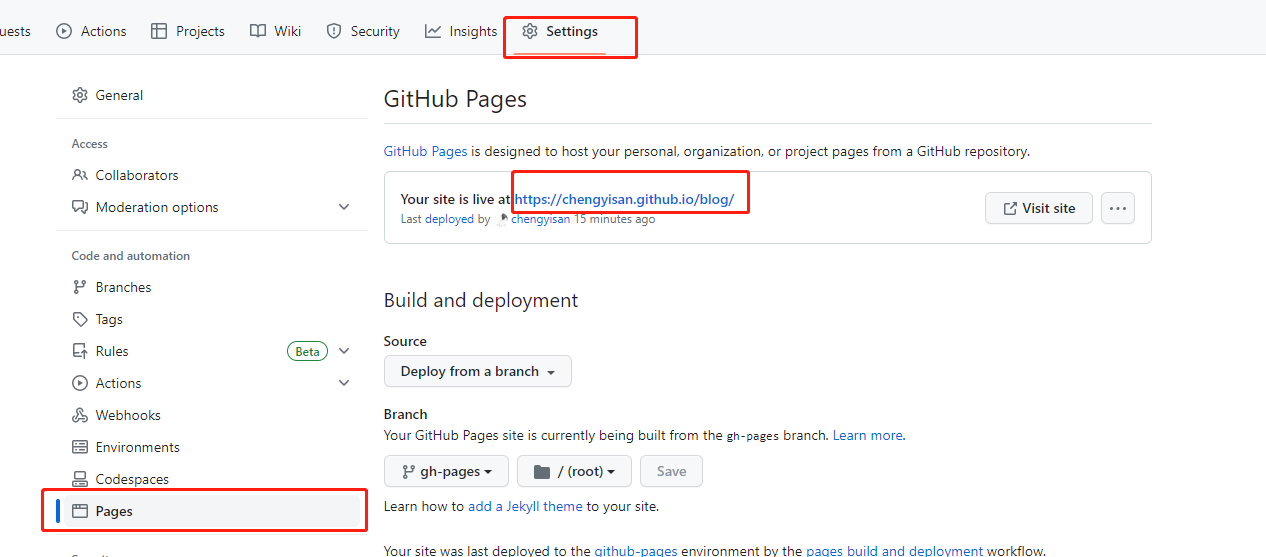 uests Actions Projects Wiki Security Insights Settings
General
Access
Collaborators
Moderation options
Code and automation
Branches
Tags
Rules Beta
Actions
Webhooks
Environments
Codespaces
Pages
GitHub Pages
GitHub Pages is designed to host your personal, organization, or project pages from a GitHub repository.
Your site is live at https://chengyisan.github.io/blog/
Last deployed by chengyisan 15 minutes ago
Visit site
Build and deployment
Source
Deploy from a branch
Branch
Your GitHub Pages site is currently being built from the gh-pages branch. Learn more.
gh-pages / (root) Save
Learn how to add a Jekyll theme to your site.
Your site was last deployed to the github-pages environment by the pages build and deployment workflow.